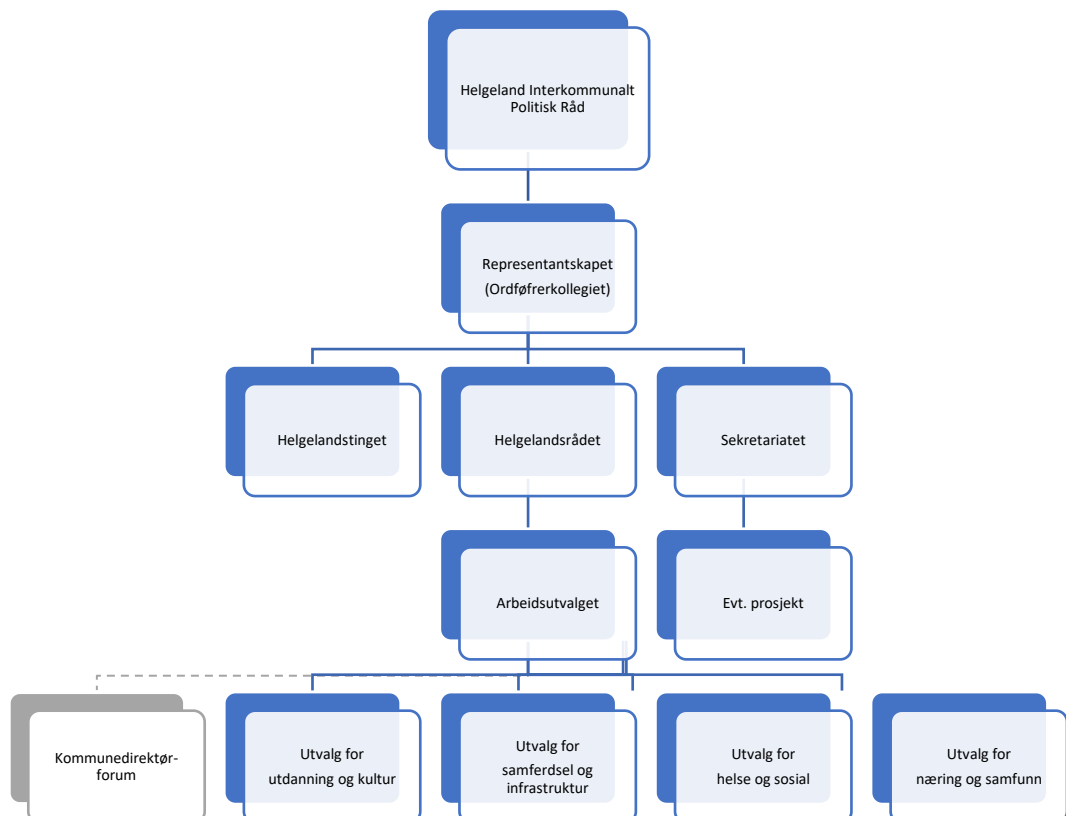 Helgeland Interkommunalt
Politisk Råd
Representantskapet
(Ordføfrerkollegiet)
Helgelandstinget
Helgelandsrådet
Sekretariatet
Arbeidsutvalget
Evt. prosjekt
Kommunedirektør-
forum
Utvalg for
utdanning og kultur
Utvalg for
samferdsel og
infrastruktur
Utvalg for
helse og sosial
Utvalg for
næring og samfunn